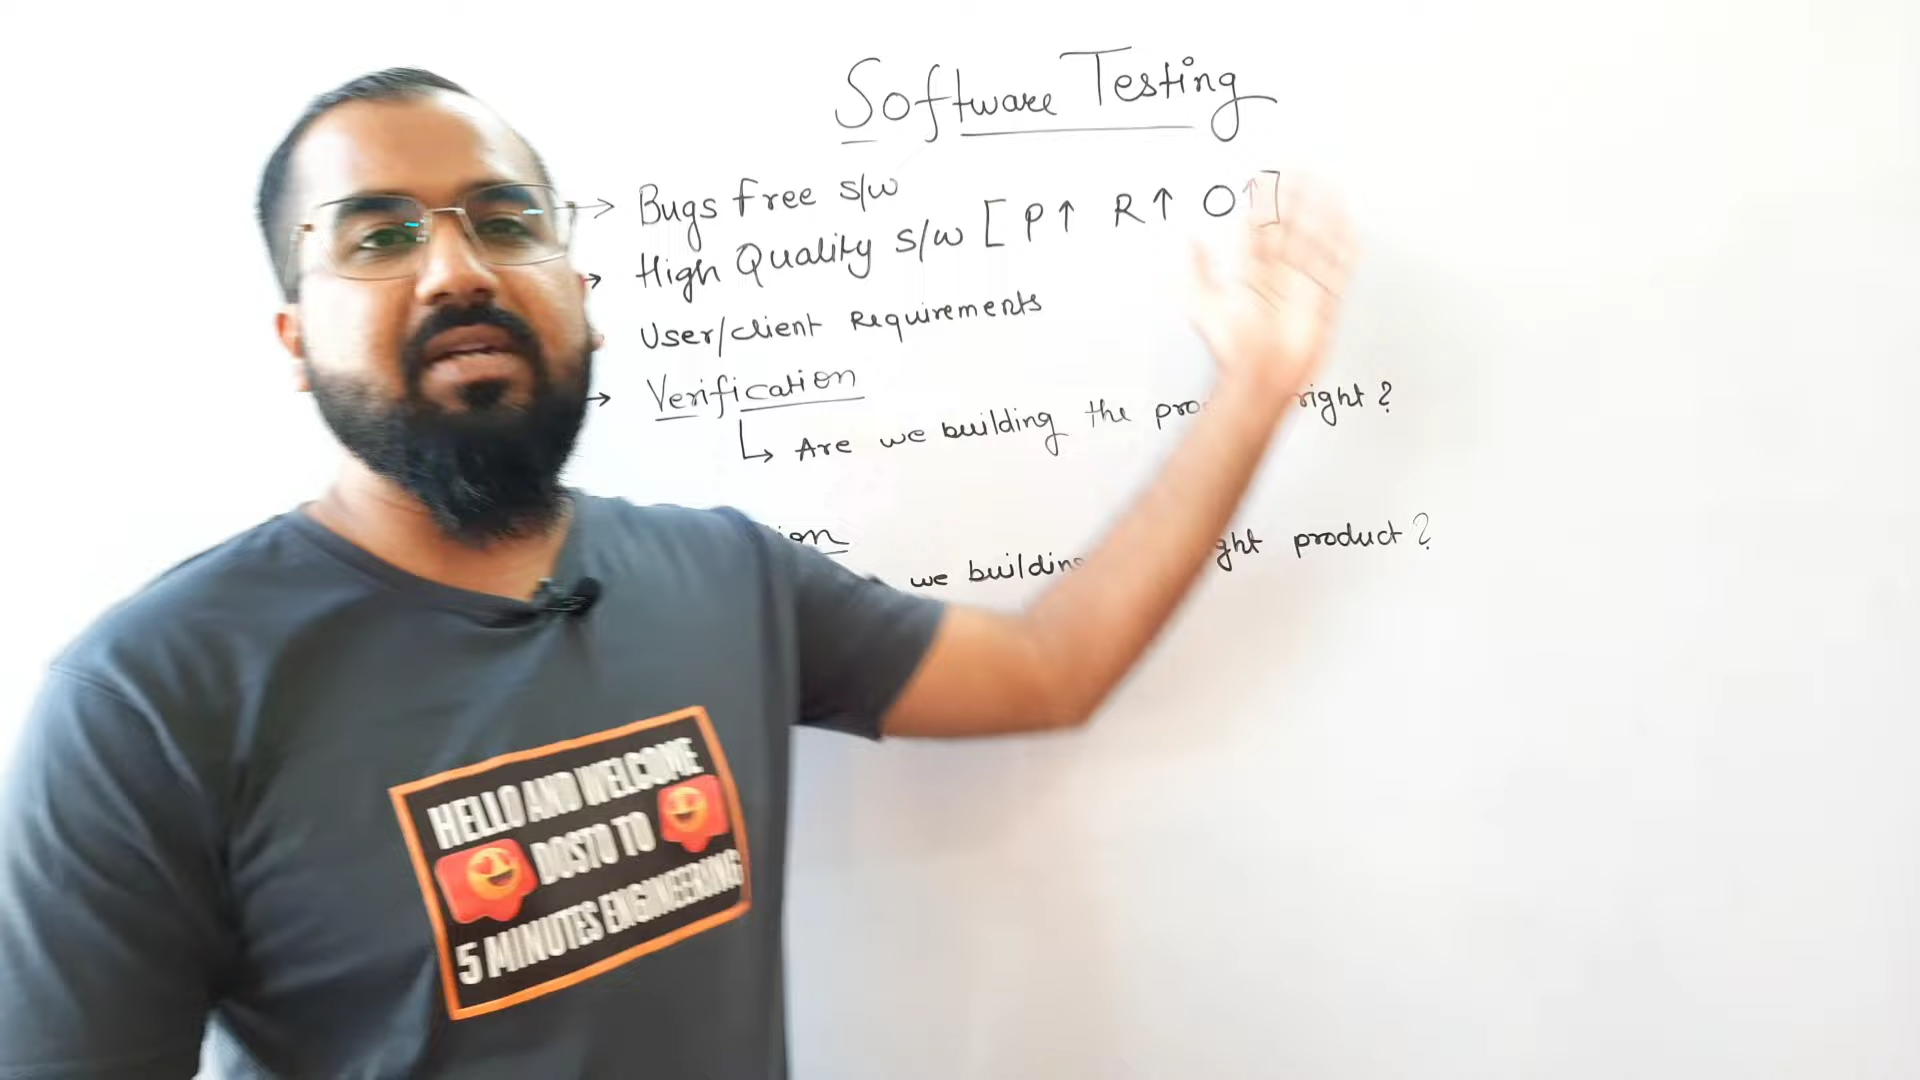 Software Testing
Bugs free s/w
High Quality s/w [ P↑ R↑ O↑ ]
User/client Requirements
Verification
↳ Are we building the right?
we building product?
HELLO AND WELCOME
DOSTO TO
5 MINUTES ENGINEERING